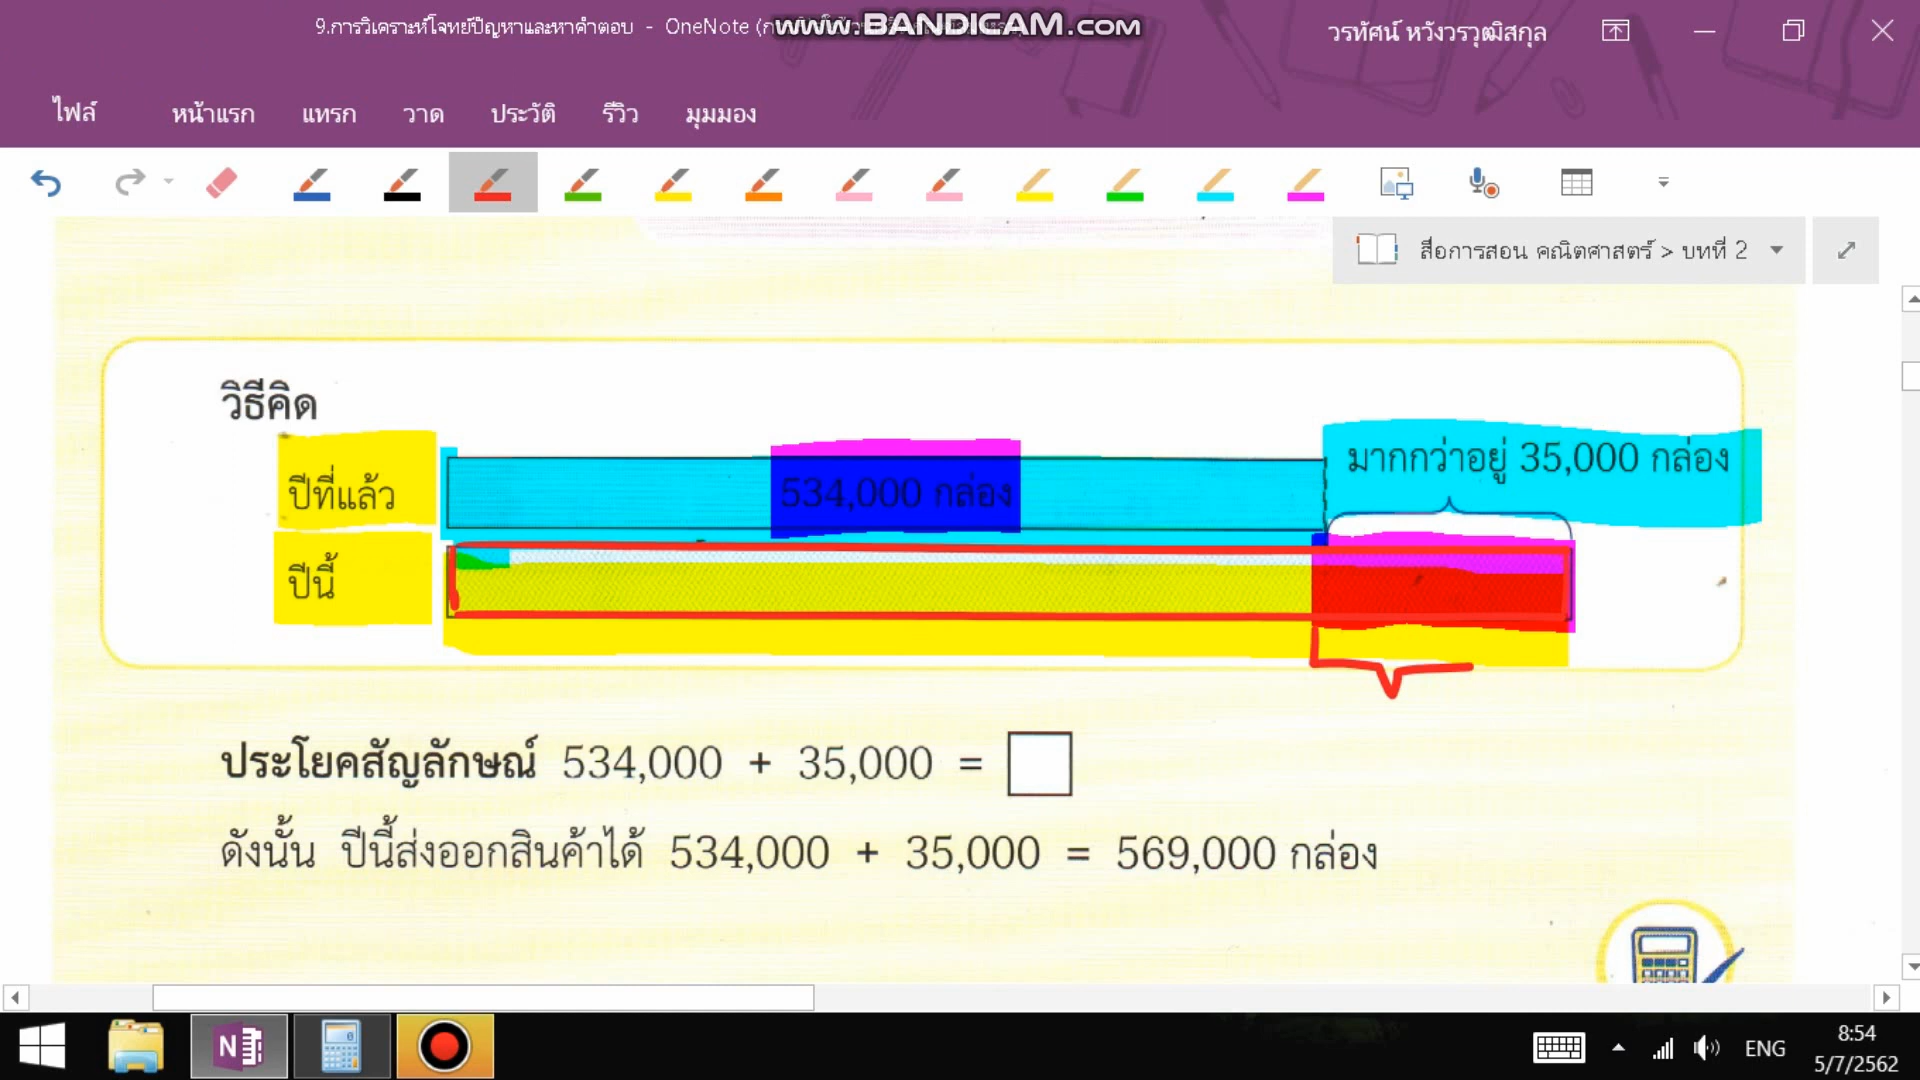 9.การวิเคราะห์โจทย์ปัญหาและหาคำตอบ - OneNote
www.BANDICAM.com
วรทัศน์ หวังวรวุฒิสกุล
ไฟล์ หน้าแรก แทรก วาด ประวัติ รีวิว มุมมอง
สื่อการสอน คณิตศาสตร์ > บทที่ 2
วิธีคิด
มากกว่าอยู่ 35,000 กล่อง
ปีที่แล้ว 534,000 กล่อง
ปีนี้
ประโยคสัญลักษณ์ 534,000 + 35,000 =
ดังนั้น ปีนี้ส่งออกสินค้าได้ 534,000 + 35,000 = 569,000 กล่อง
ENG
8:54
5/7/2562